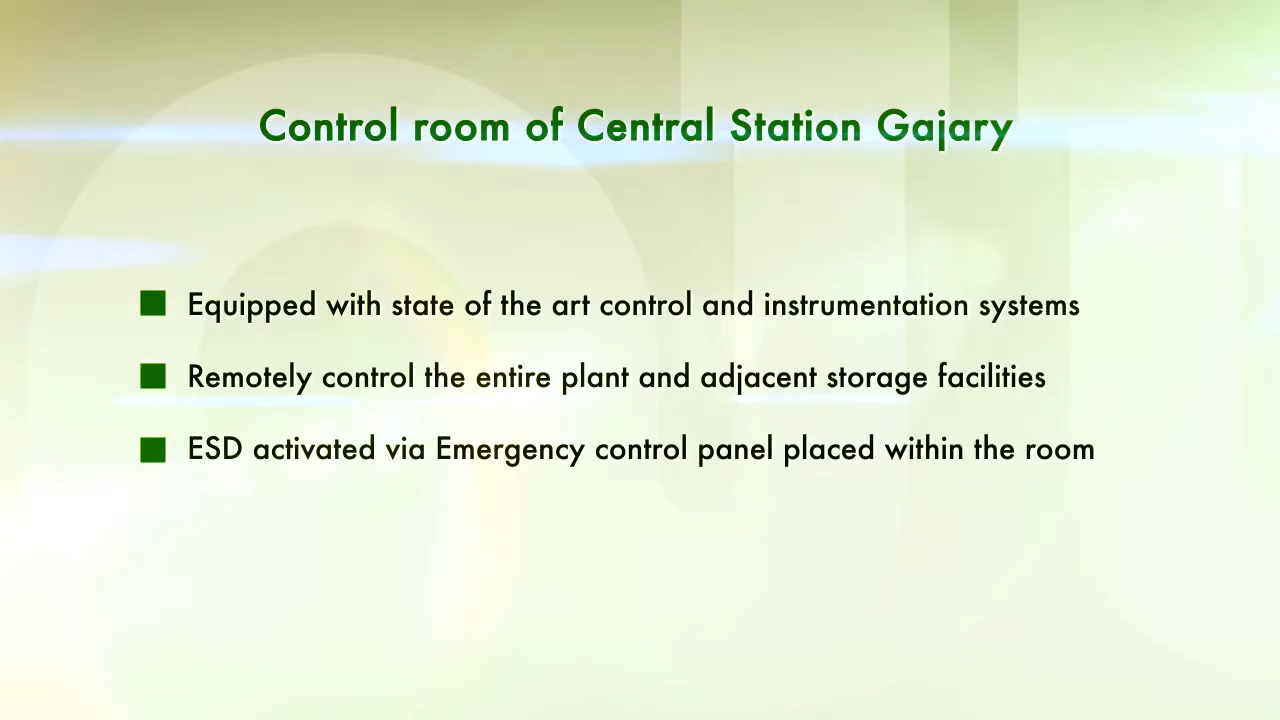 Control room of Central Station Gajary
Equipped with state of the art control and instrumentation systems
Remotely control the entire plant and adjacent storage facilities
ESD activated via Emergency control panel placed within the room